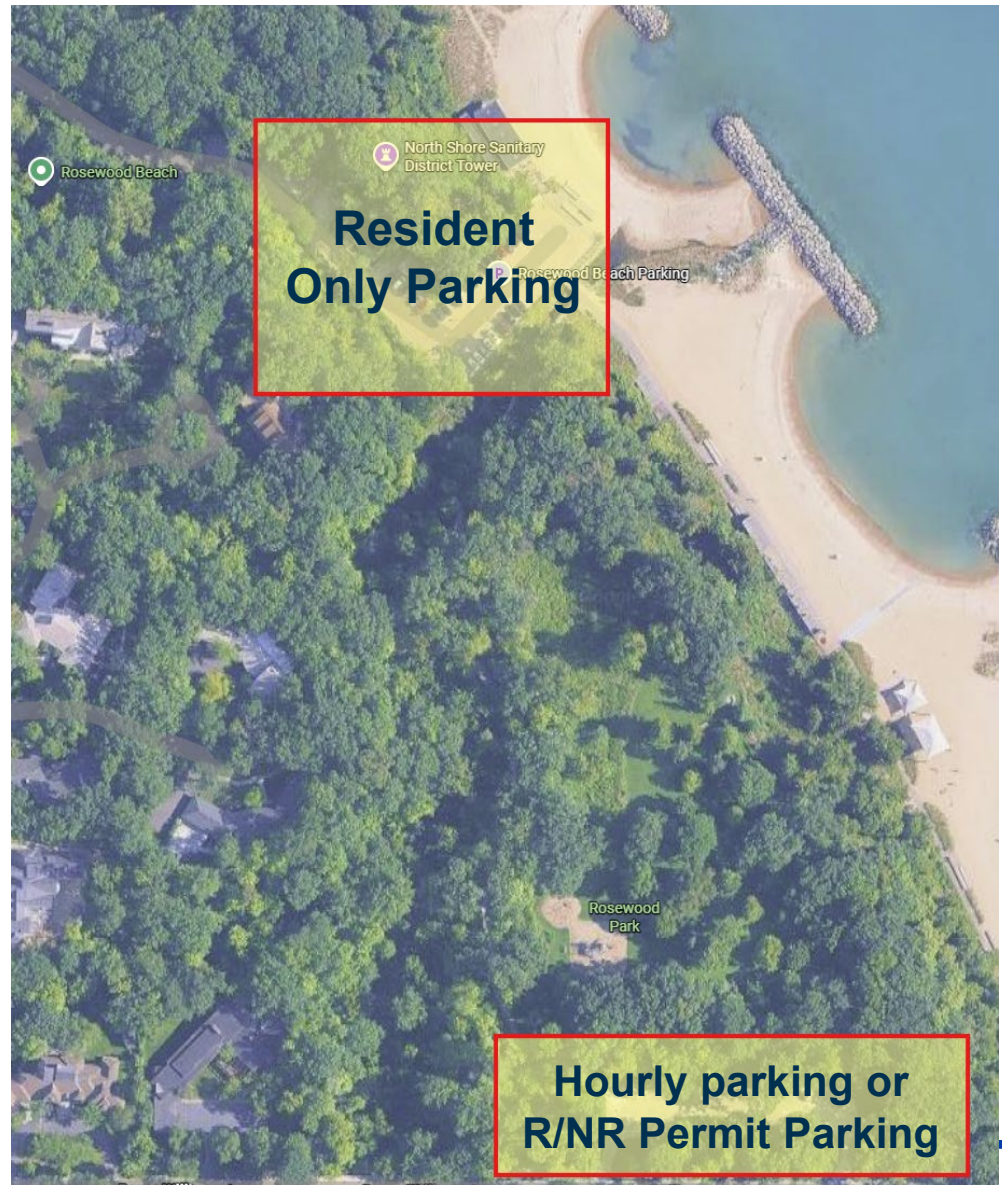 North Shore Sanitary
District Tower
Rosewood Beach
Resident
Only Parking
P
Rosewood Beach Parking
Rosewood
Park
Hourly parking or
R/NR Permit Parking